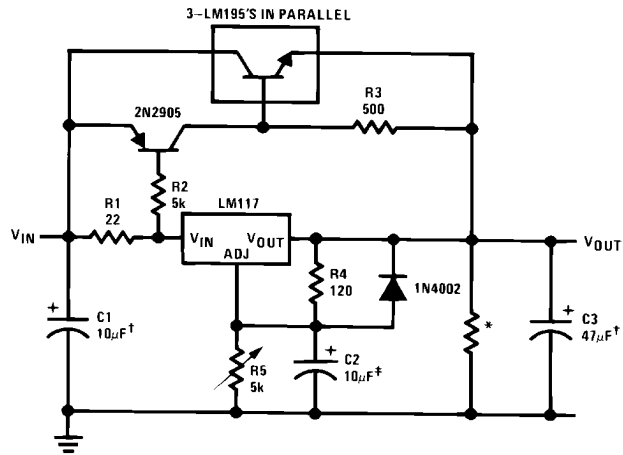 3–LM195'S IN PARALLEL
2N2905
R3
500
R2
5k
LM117
R1
22
VIN
VIN
VOUT
ADJ
VOUT
R4
120
1N4002
*
+
C1
10μF†
R5
5k
+
C2
10μF‡
+
C3
47μF†